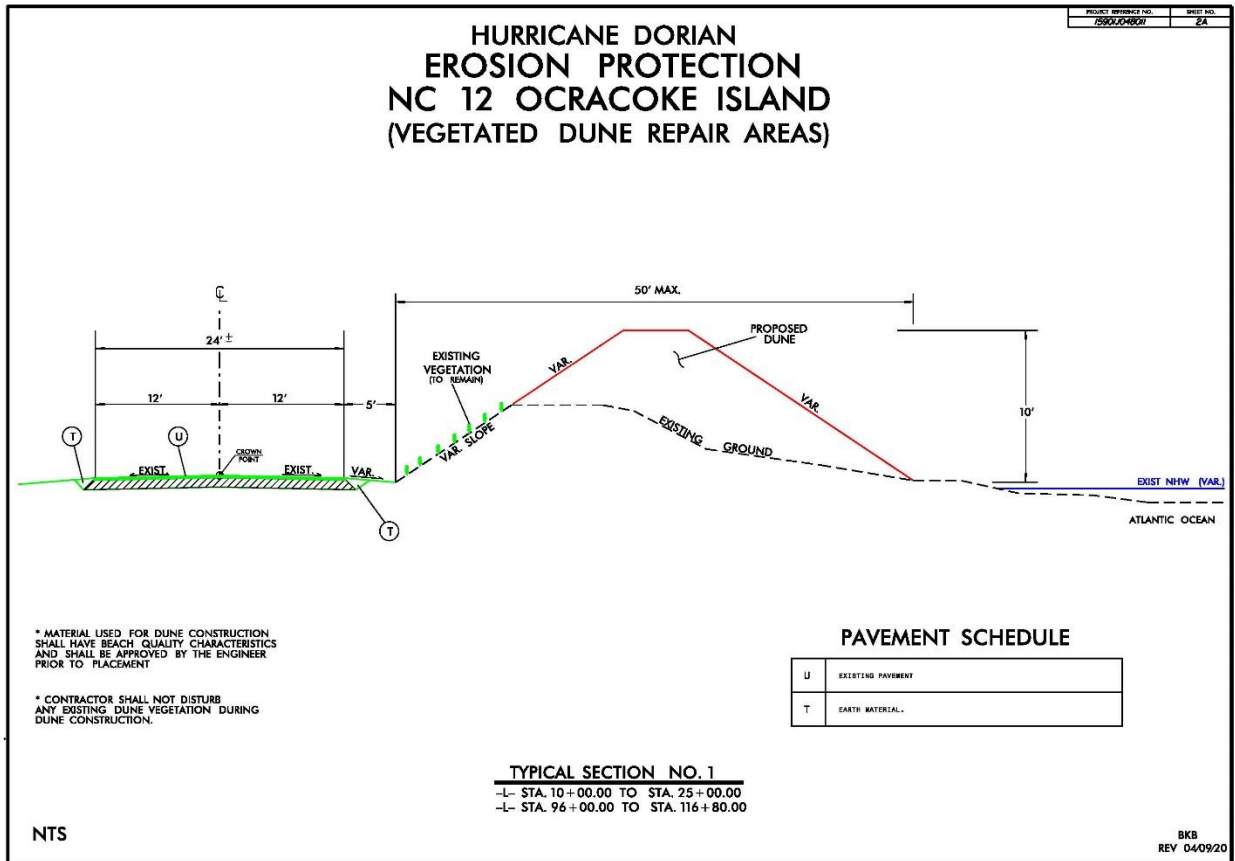 PROJECT REFERENCE NO. SHEET NO.
15901.1048011 2A
HURRICANE DORIAN
EROSION PROTECTION
NC 12 OCRACOKE ISLAND
(VEGETATED DUNE REPAIR AREAS)
50' MAX.
24' ±
12' 12' 5'
EXISTING
VEGETATION
(TO REMAIN)
VAR.
PROPOSED
DUNE
VAR.
10'
T
U
EXIST.
CROWN
POINT
EXIST.
VAR.
T
VAR. SLOPE
EXISTING GROUND
EXIST NHW (VAR.)
ATLANTIC OCEAN
* MATERIAL USED FOR DUNE CONSTRUCTION
SHALL HAVE BEACH QUALITY CHARACTERISTICS
AND SHALL BE APPROVED BY THE ENGINEER
PRIOR TO PLACEMENT
* CONTRACTOR SHALL NOT DISTURB
ANY EXISTING DUNE VEGETATION DURING
DUNE CONSTRUCTION.
PAVEMENT SCHEDULE
U EXISTING PAVEMENT
T EARTH MATERIAL.
TYPICAL SECTION NO. 1
-L- STA. 10+00.00 TO STA. 25+00.00
-L- STA. 96+00.00 TO STA. 116+80.00
NTS
BKB
REV 04/09/20